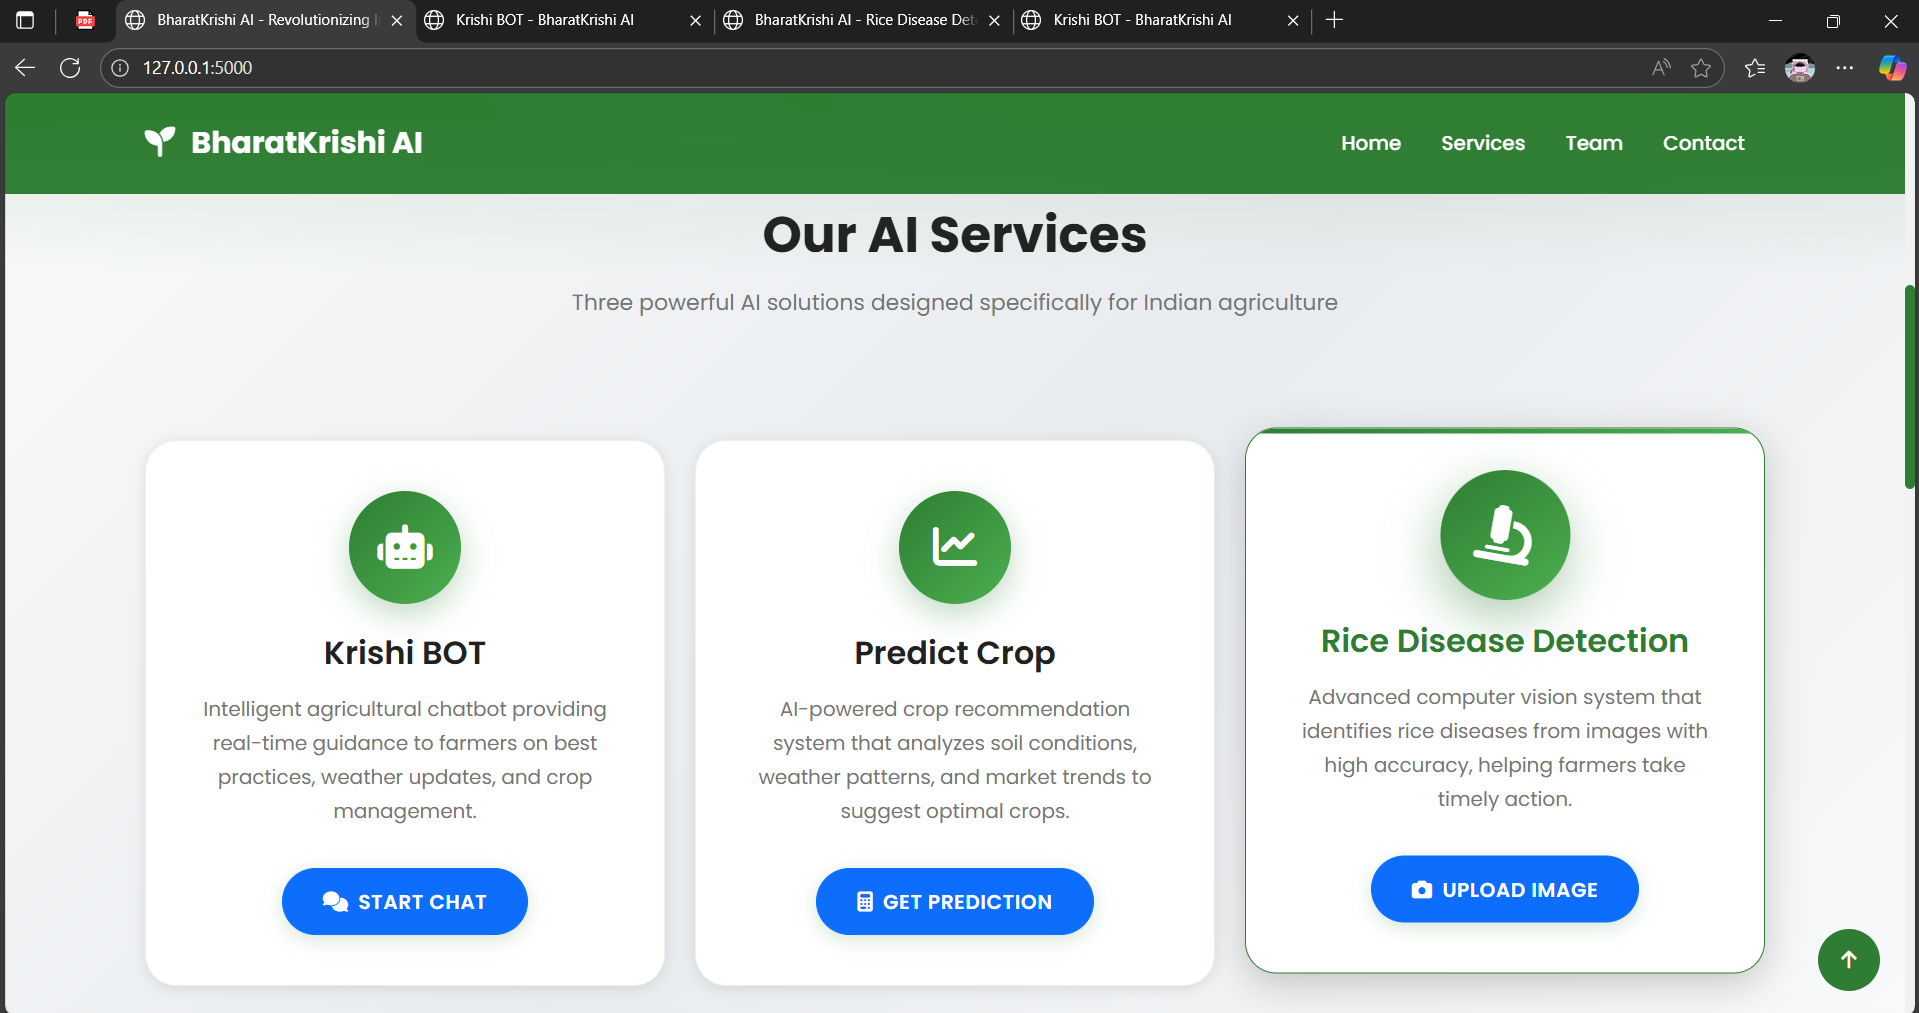 PDF
BharatKrishi AI - Revolutionizing
Krishi BOT - BharatKrishi AI
BharatKrishi AI - Rice Disease Det
Krishi BOT - BharatKrishi AI
127.0.0.1:5000
BharatKrishi AI
Home
Services
Team
Contact
Our AI Services
Three powerful AI solutions designed specifically for Indian agriculture
Krishi BOT
Intelligent agricultural chatbot providing
real-time guidance to farmers on best
practices, weather updates, and crop
management.
START CHAT
Predict Crop
AI-powered crop recommendation
system that analyzes soil conditions,
weather patterns, and market trends to
suggest optimal crops.
GET PREDICTION
Rice Disease Detection
Advanced computer vision system that
identifies rice diseases from images with
high accuracy, helping farmers take
timely action.
UPLOAD IMAGE